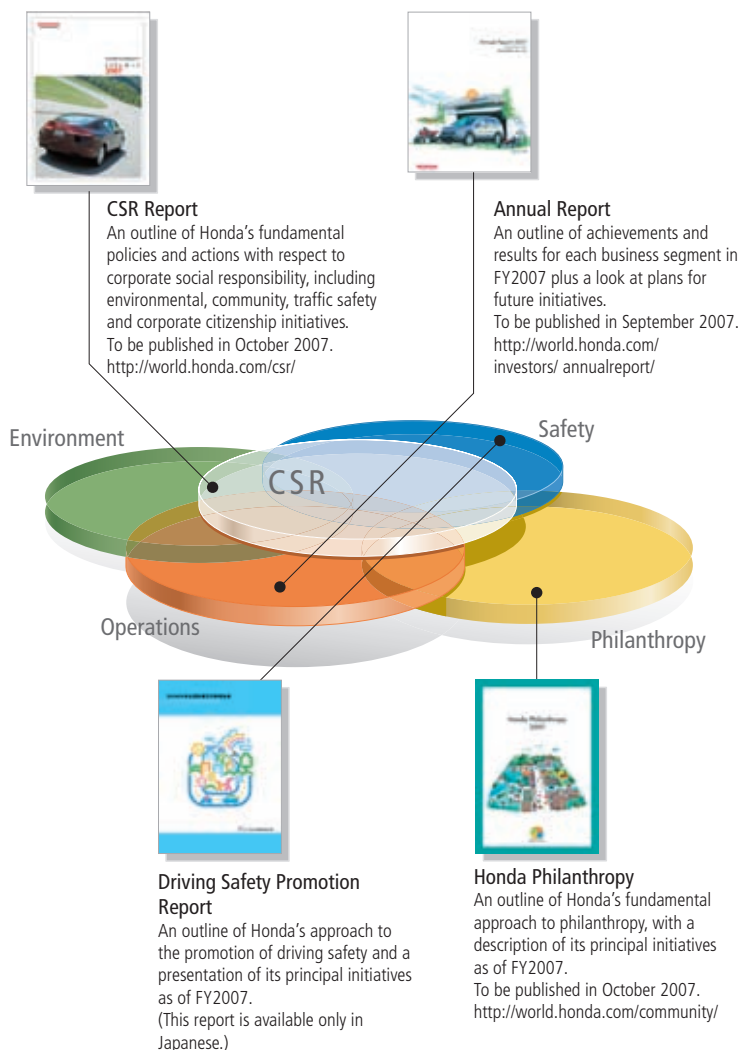 CSR Report
An outline of Honda's fundamental
policies and actions with respect to
corporate social responsibility, including
environmental, community, traffic safety
and corporate citizenship initiatives.
To be published in October 2007.
http://world.honda.com/csr/
Annual Report 2007
Annual Report
An outline of achievements and
results for each business segment in
FY2007 plus a look at plans for
future initiatives.
To be published in September 2007.
http://world.honda.com/
investors/ annualreport/
Environment
Safety
CSR
Operations
Philanthropy
Driving Safety Promotion
Report
An outline of Honda's approach to
the promotion of driving safety and a
presentation of its principal initiatives
as of FY2007.
(This report is available only in
Japanese.)
Honda Philanthropy
2007
Honda Philanthropy
An outline of Honda's fundamental
approach to philanthropy, with a
description of its principal initiatives
as of FY2007.
To be published in October 2007.
http://world.honda.com/community/